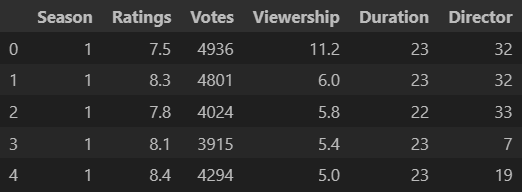 Season Ratings Votes Viewership Duration Director
0 1 7.5 4936 11.2 23 32
1 1 8.3 4801 6.0 23 32
2 1 7.8 4024 5.8 22 33
3 1 8.1 3915 5.4 23 7
4 1 8.4 4294 5.0 23 19